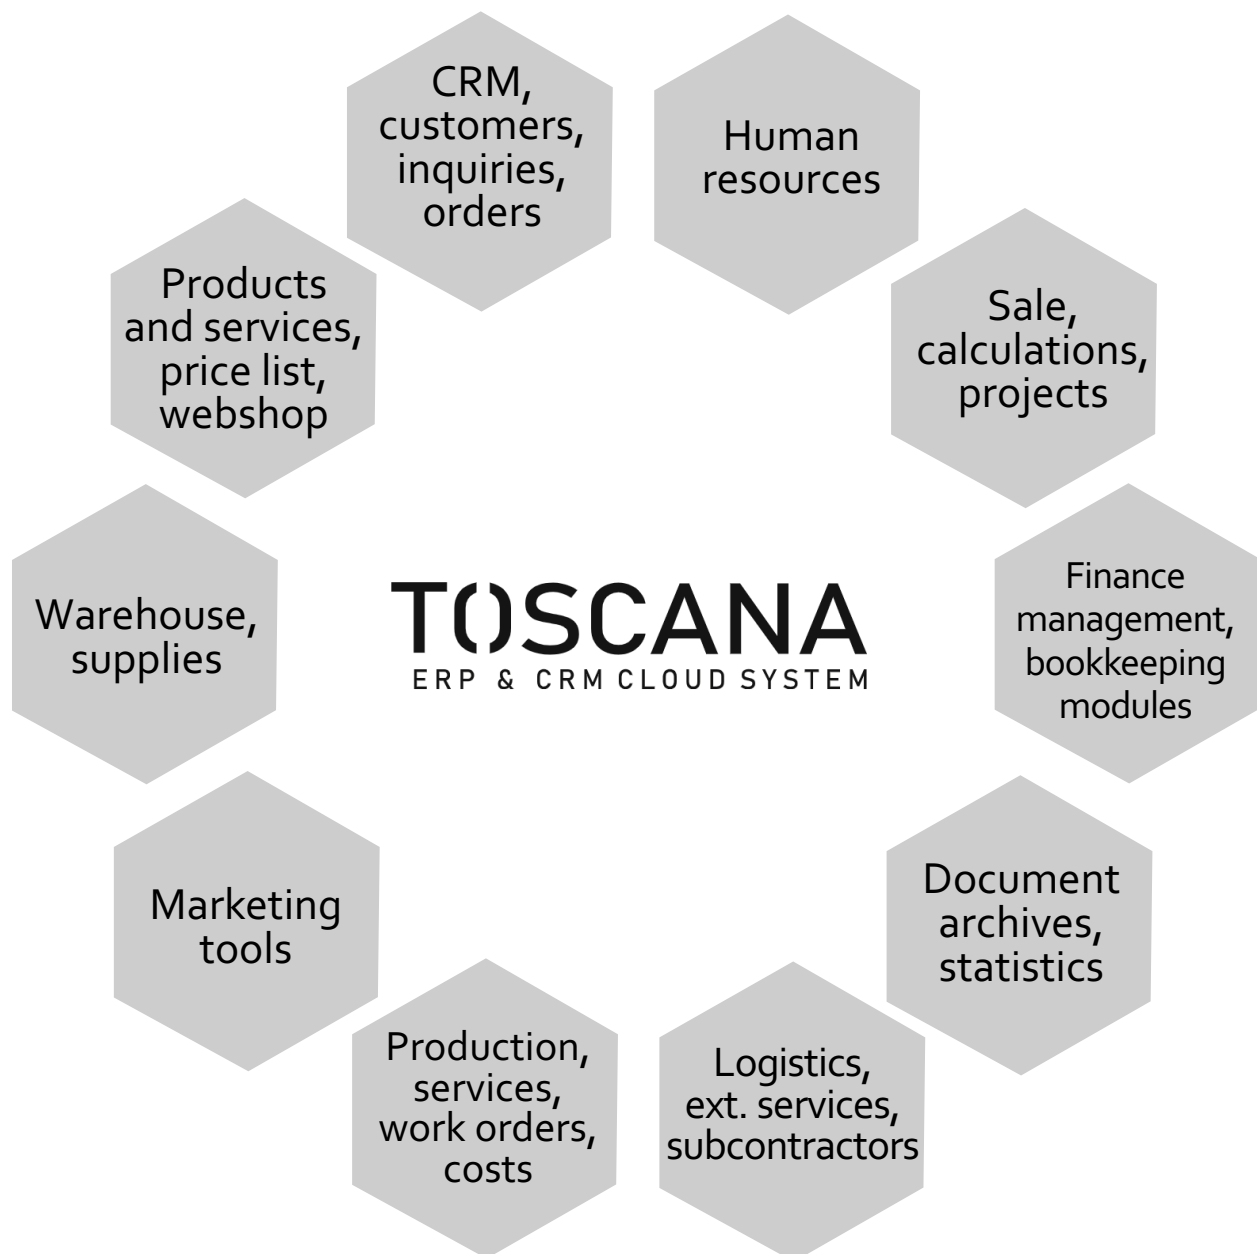 CRM,
customers,
inquiries,
orders
Human
resources
Products
and services,
price list,
webshop
Sale,
calculations,
projects
Warehouse,
supplies
TOSCANA
ERP & CRM CLOUD SYSTEM
Finance
management,
bookkeeping
modules
Marketing
tools
Document
archives,
statistics
Production,
services,
work orders,
costs
Logistics,
ext. services,
subcontractors